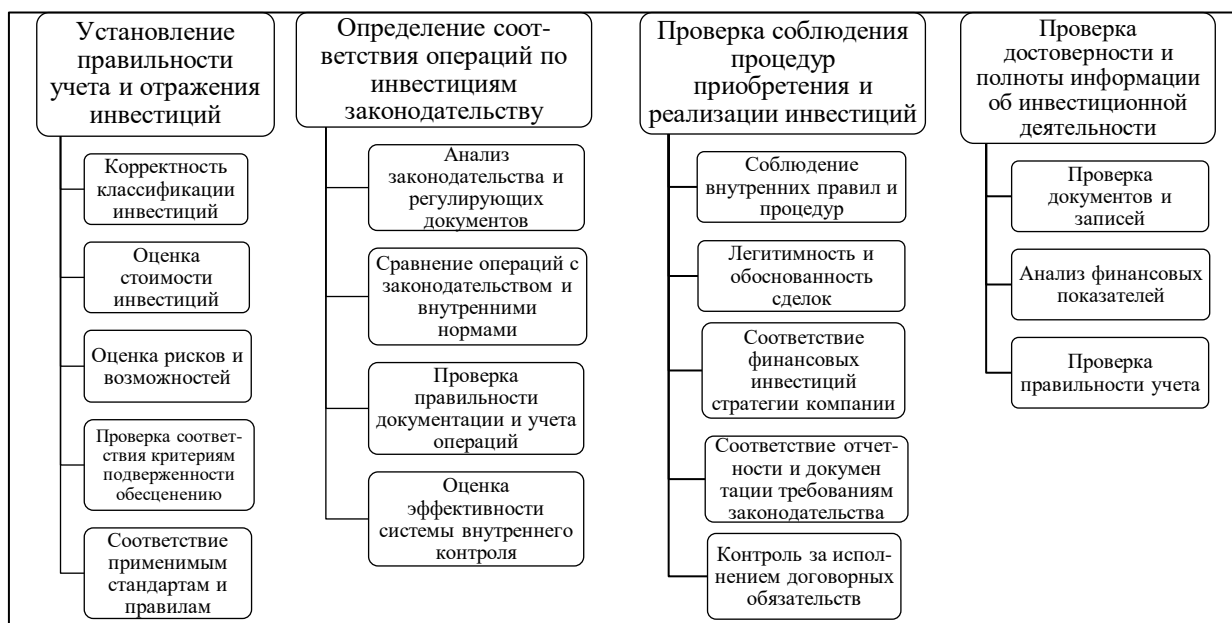 Установление
правильности
учета и отражения
инвестиций
Корректность
классификации
инвестиций
Оценка
стоимости
инвестиций
Оценка рисков и
возможностей
Проверка соответ-
ствия критериям
подверженности
обесценению
Соответствие
применимым
стандартам и
правилам
Определение соот-
ветствия операций по
инвестициям
законодательству
Анализ
законодательства и
регулирующих
документов
Сравнение операций с
законодательством и
внутренними
нормами
Проверка
правильности
документации и учета
операций
Оценка
эффективности
системы внутреннего
контроля
Проверка соблюдения
процедур
приобретения и
реализации инвестиций
Соблюдение
внутренних правил и
процедур
Легитимность и
обоснованность
сделок
Соответствие
финансовых
инвестиций
стратегии компании
Соответствие отчет-
ности и докумен
тации требованиям
законодательства
Контроль за испол-
нением договорных
обязательств
Проверка
достоверности и
полноты информации
об инвестиционной
деятельности
Проверка
документов и
записей
Анализ финансовых
показателей
Проверка
правильности учета